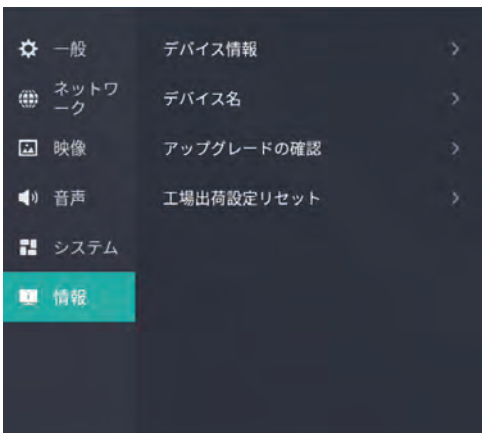 一般
ネットワ
ーク
映像
音声
システム
情報
デバイス情報
デバイス名
アップグレードの確認
工場出荷設定リセット